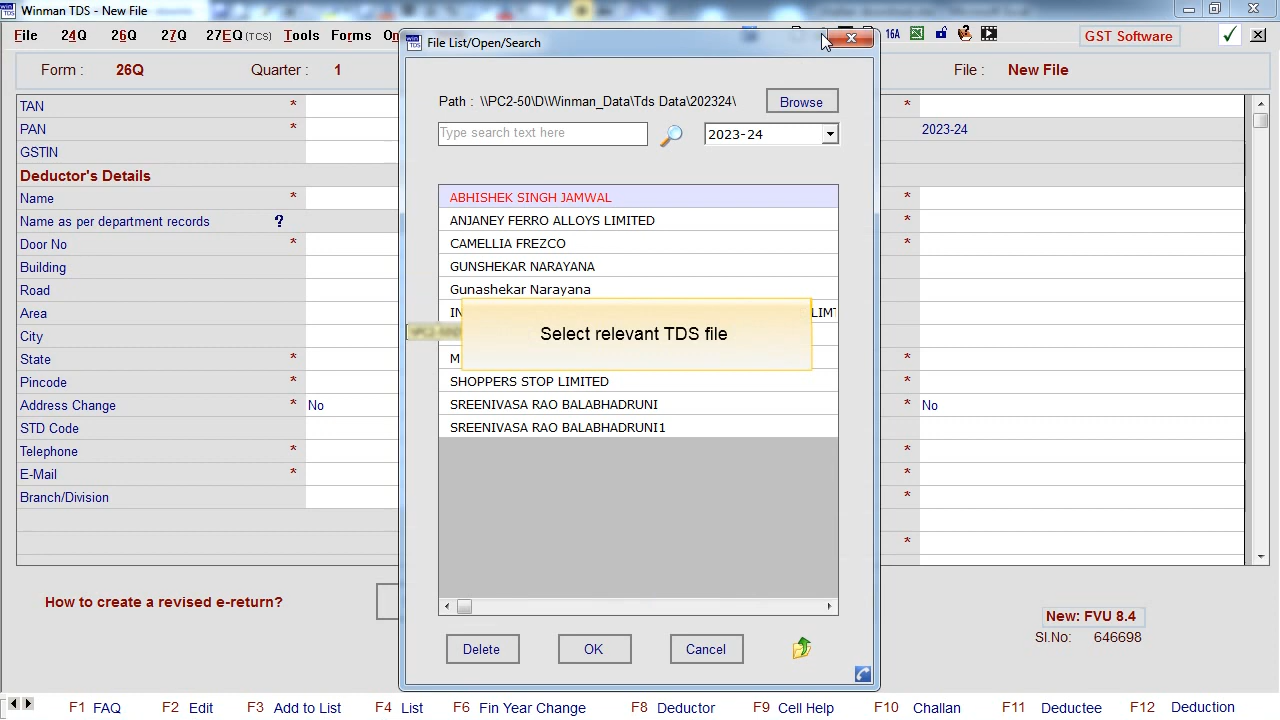 Winman TDS - New File
File 24Q 26Q 27Q 27EQ(TCS) Tools Forms 16A GST Software
File List/Open/Search
Form : 26Q Quarter : 1 File : New File
Path : \\PC2-50\D\Winman_Data\Tds Data\202324\ Browse
Type search text here 2023-24
TAN *
PAN * 2023-24
GSTIN
Deductor's Details
Name *
Name as per department records ? *
Door No *
Building
Road
Area
City
State *
Pincode *
Address Change * No * No
STD Code
Telephone *
E-Mail *
Branch/Division *
ABHISHEK SINGH JAMWAL
ANJANEY FERRO ALLOYS LIMITED
CAMELLIA FREZCO
GUNSHEKAR NARAYANA
Gunashekar Narayana
Select relevant TDS file
SHOPPERS STOP LIMITED
SREENIVASA RAO BALABHADRUNI
SREENIVASA RAO BALABHADRUNI1
How to create a revised e-return?
Delete OK Cancel
New: FVU 8.4
Sl.No: 646698
F1 FAQ F2 Edit F3 Add to List F4 List F6 Fin Year Change F8 Deductor F9 Cell Help F10 Challan F11 Deductee F12 Deduction